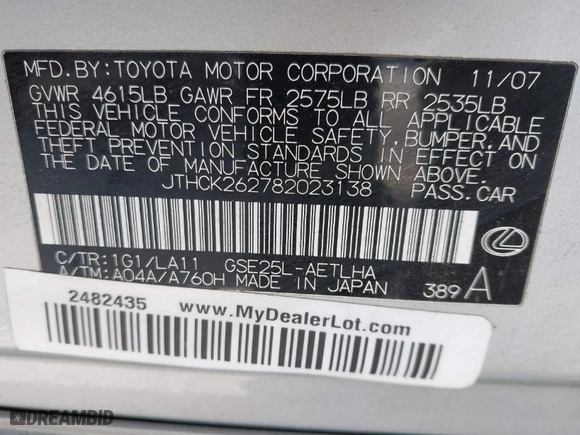 MFD.BY:TOYOTA MOTOR CORPORATION 11/07
GVWR 4615LB GAWR FR 2575LB RR 2535LB
THIS VEHICLE CONFORMS TO ALL APPLICABLE
FEDERAL MOTOR VEHICLE SAFETY, BUMPER, AND
THEFT PREVENTION STANDARDS IN EFFECT ON
THE DATE OF MANUFACTURE SHOWN ABOVE.
JTHCK262782023138 PASS.CAR
C/TR:1G1/LA11 GSE25L-AETLHA
A/TM:A04A/A760H MADE IN JAPAN 389 A
2482435 www.MyDealerLot.com
DREAMBID